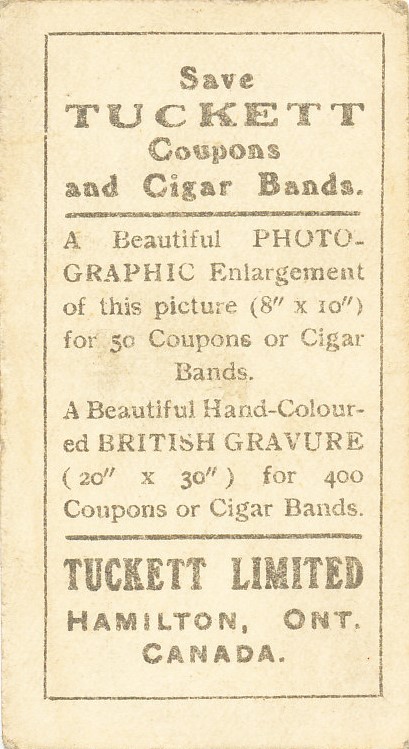 Save
TUCKETT
Coupons
and Cigar Bands.
A Beautiful PHOTO-
GRAPHIC Enlargement
of this picture (8" x 10")
for 50 Coupons or Cigar
Bands.
A Beautiful Hand-Colour-
ed BRITISH GRAVURE
(20" x 30") for 400
Coupons or Cigar Bands.
TUCKETT LIMITED
HAMILTON, ONT.
CANADA.